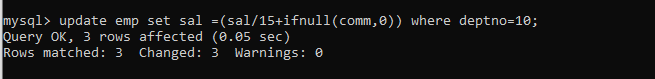 mysql> update emp set sal =(sal/15+ifnull(comm,0)) where deptno=10;
Query OK, 3 rows affected (0.05 sec)
Rows matched: 3  Changed: 3  Warnings: 0